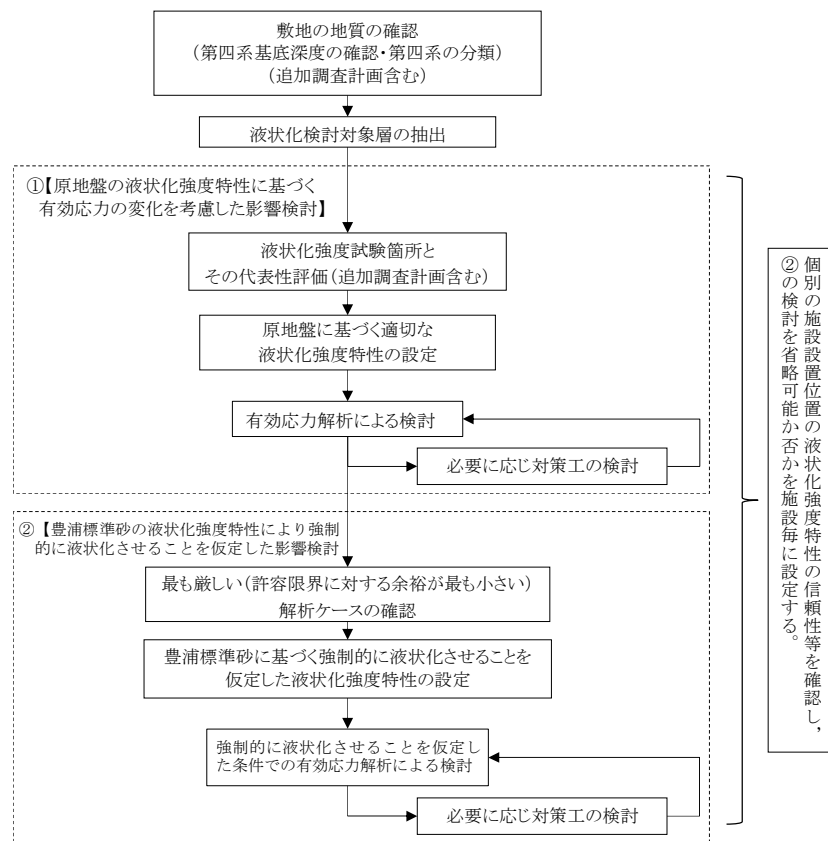 敷地の地質の確認
（第四系基底深度の確認・第四系の分類）
（追加調査計画含む）
液状化検討対象層の抽出
①【原地盤の液状化強度特性に基づく
有効応力の変化を考慮した影響検討】
液状化強度試験箇所と
その代表性評価（追加調査計画含む）
原地盤に基づく適切な
液状化強度特性の設定
有効応力解析による検討
必要に応じ対策工の検討
②【豊浦標準砂の液状化強度特性により強制
的に液状化させることを仮定した影響検討
最も厳しい（許容限界に対する余裕が最も小さい）
解析ケースの確認
豊浦標準砂に基づく強制的に液状化させることを
仮定した液状化強度特性の設定
強制的に液状化させることを仮定し
た条件での有効応力解析による検討
必要に応じ対策工の検討
個別の施設設置位置の液状化強度特性の信頼性等を確認し，
②の検討を省略可能か否かを施設毎に設定する。